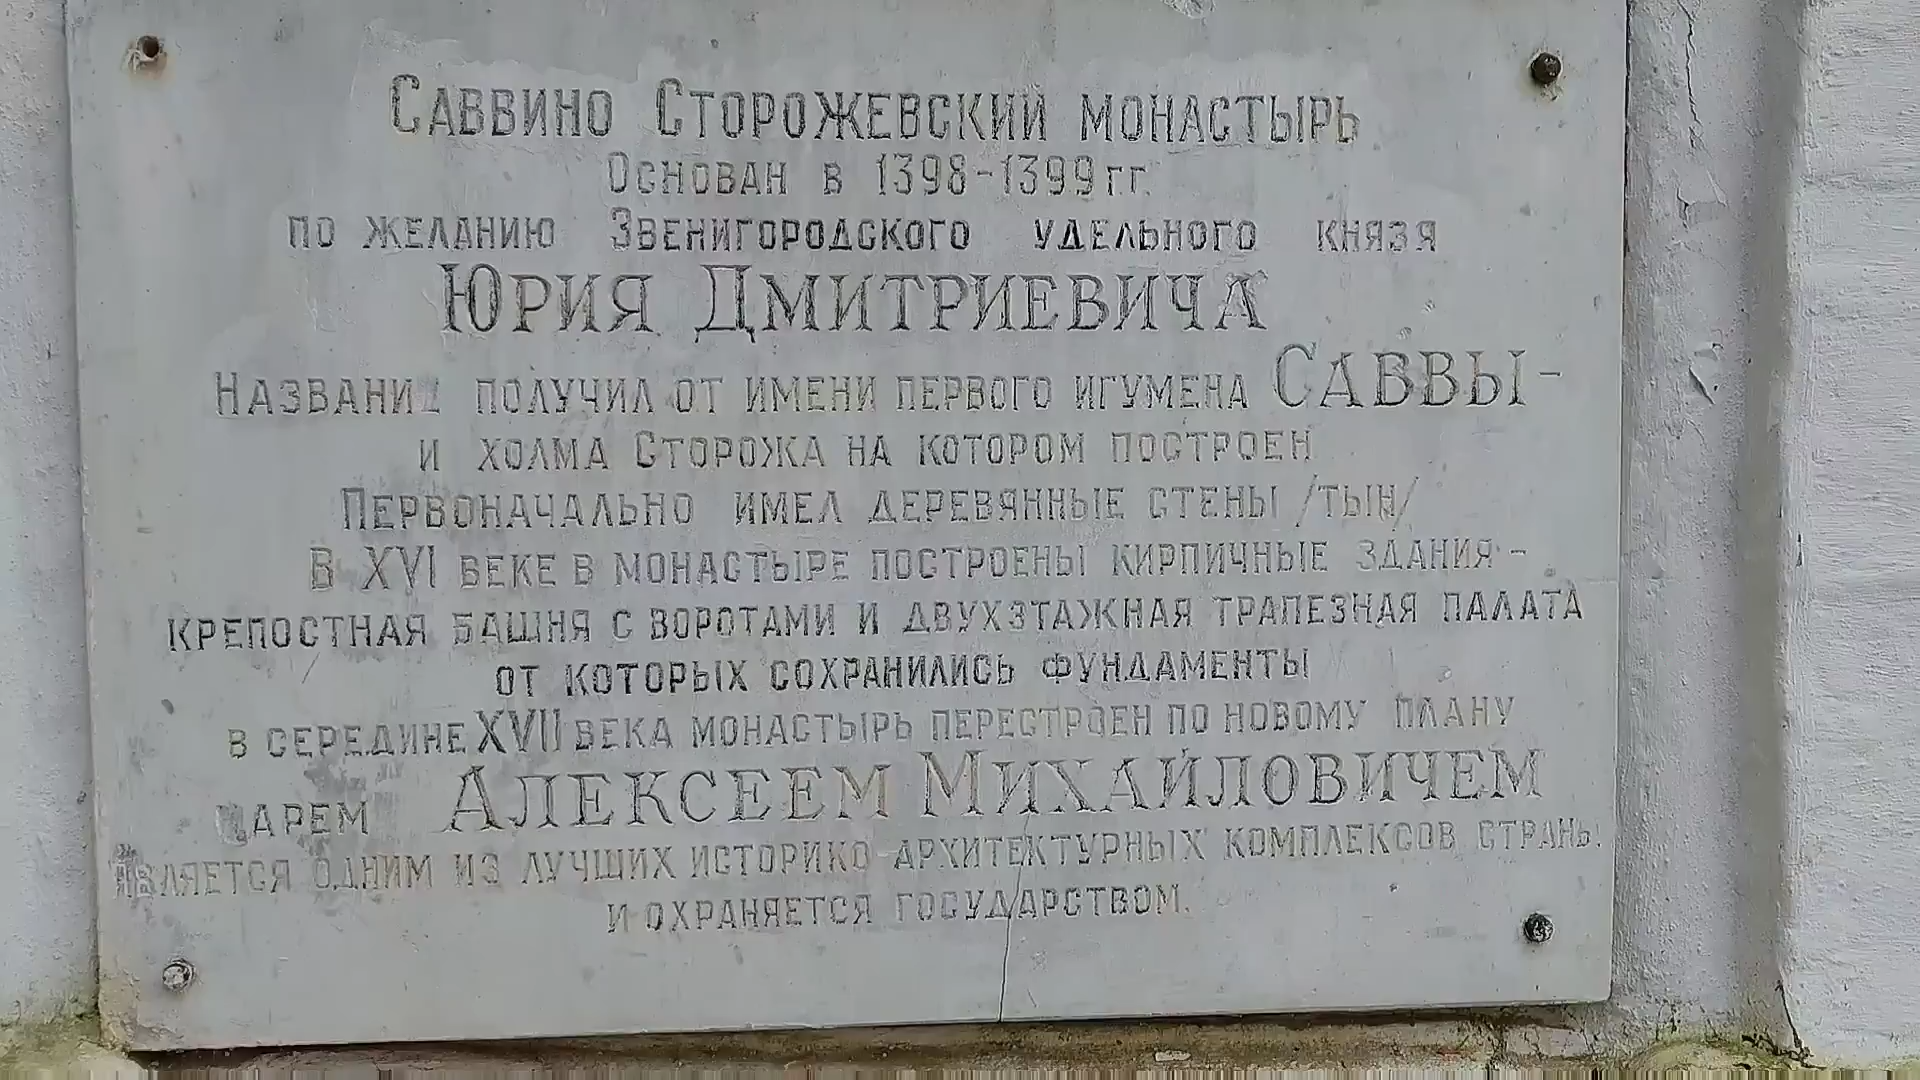 Саввино Сторожевский монастырь
Основан в 1398-1399 гг.
по желанию Звенигородского удельного князя
Юрия Дмитриевича
Названи получил от имени первого игумена Саввы-
и холма Сторожа на котором построен
Первоначально имел деревянные стены /тын/
В XVI веке в монастыре построены кирпичные здания -
крепостная башня с воротами и двухэтажная трапезная палата
от которых сохранились фундаменты
в середине XVII века монастырь перестроен по новому плану
царем Алексеем Михайловичем
Является одним из лучших историко-архитектурных комплексов страны
и охраняется государством.